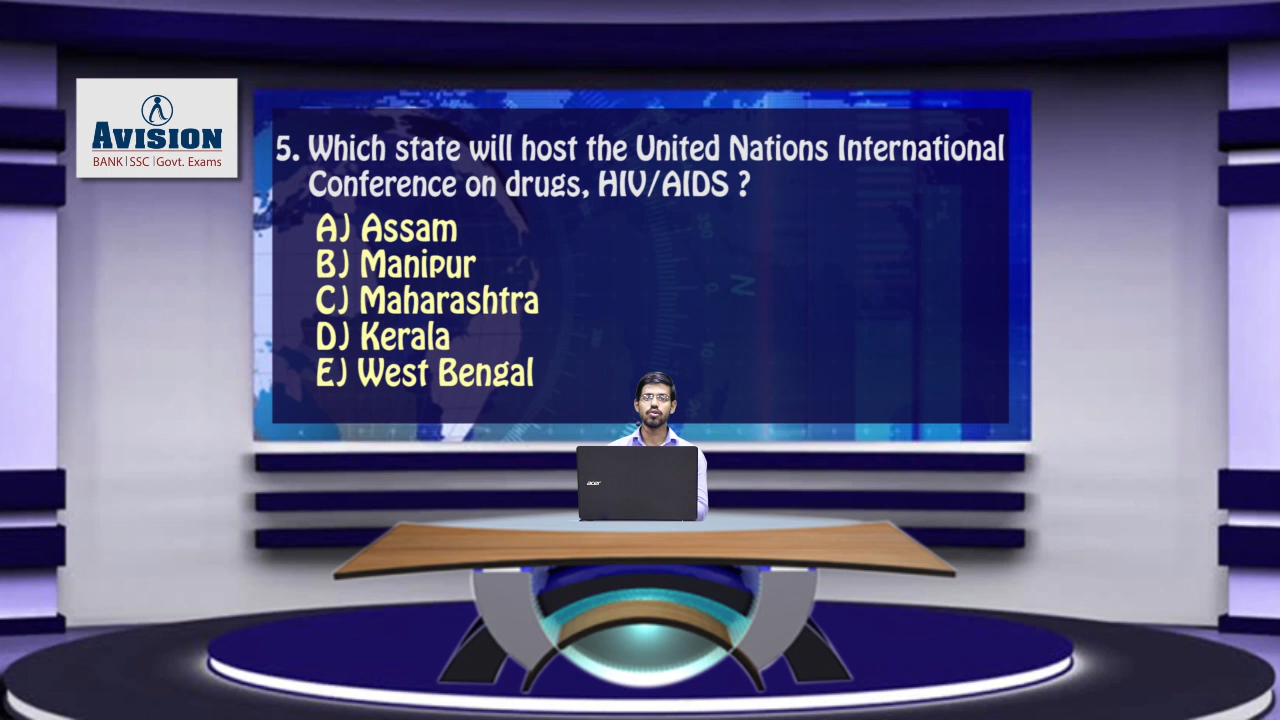 AVISION
BANK|SSC|Govt. Exams
5. Which state will host the United Nations International
Conference on drugs, HIV/AIDS ?
A) Assam
B) Manipur
C) Maharashtra
D) Kerala
E) West Bengal
acer
N